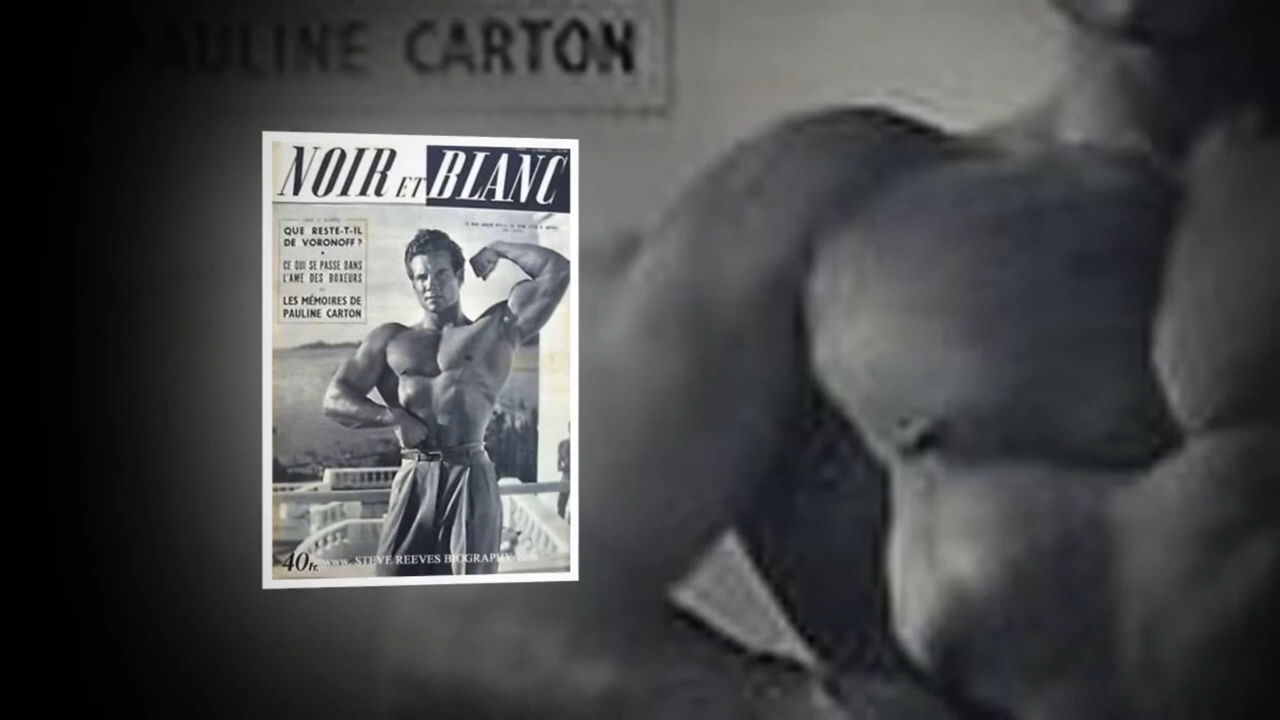 PAULINE CARTON
NOIR ET BLANC
QUE RESTE-T-IL
DE VORONOFF ?
CE QUI SE PASSE DANS
L'AME DES BOXEURS
LES MÉMOIRES DE
PAULINE CARTON
40Fr.
www. STEVE REEVES BIOGRAPHY .com